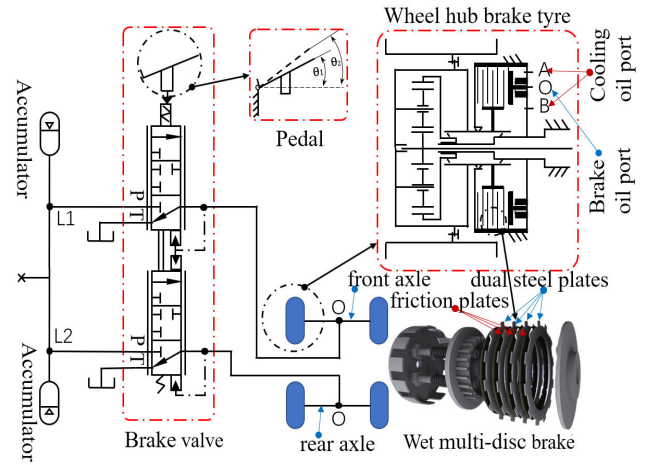 Wheel hub brake tyre
θ1
θ2
Pedal
A
O
B
Cooling
oil port
Brake
oil port
Accumulator
L1
P T
L2
P T
Accumulator
Brake valve
front axle
O
dual steel plates
friction plates
O
rear axle
Wet multi-disc brake